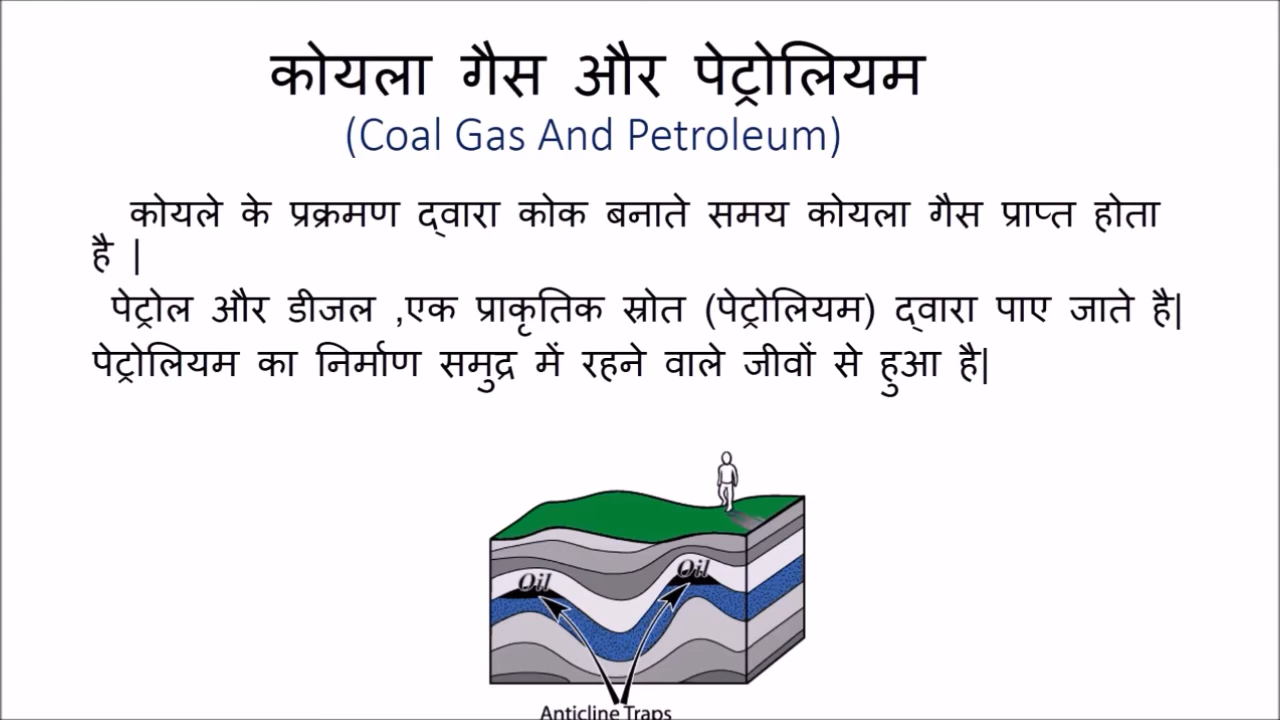 कोयला गैस और पेट्रोलियम
(Coal Gas And Petroleum)
कोयले के प्रक्रमण द्वारा कोक बनाते समय कोयला गैस प्राप्त होता
है |
पेट्रोल और डीजल ,एक प्राकृतिक स्रोत (पेट्रोलियम) द्वारा पाए जाते है|
पेट्रोलियम का निर्माण समुद्र में रहने वाले जीवों से हुआ है|
Oil
Oil
Anticline Traps